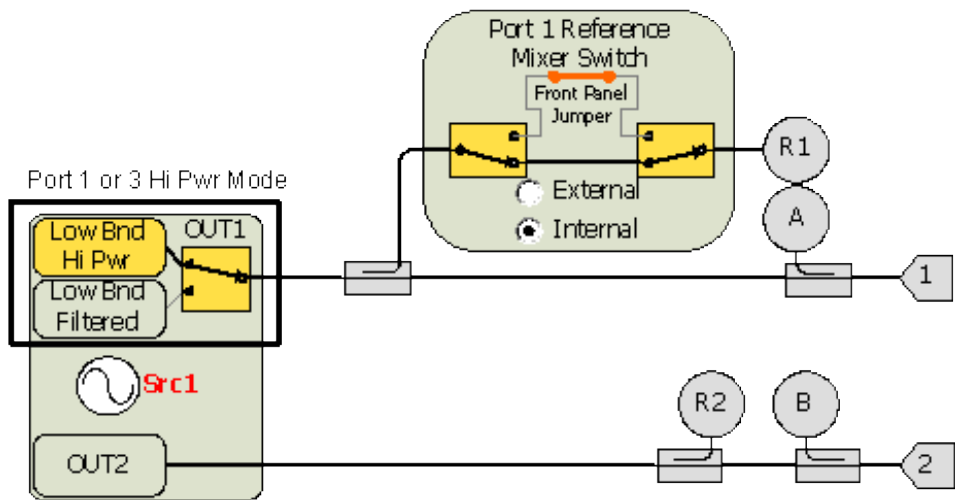 Port 1 Reference
Mixer Switch
Front Panel
Jumper
R1
External
Internal
A
Port 1 or 3 Hi Pwr Mode
Low Bnd
Hi Pwr
OUT1
Low Bnd
Filtered
1
Src1
R2
B
OUT2
2